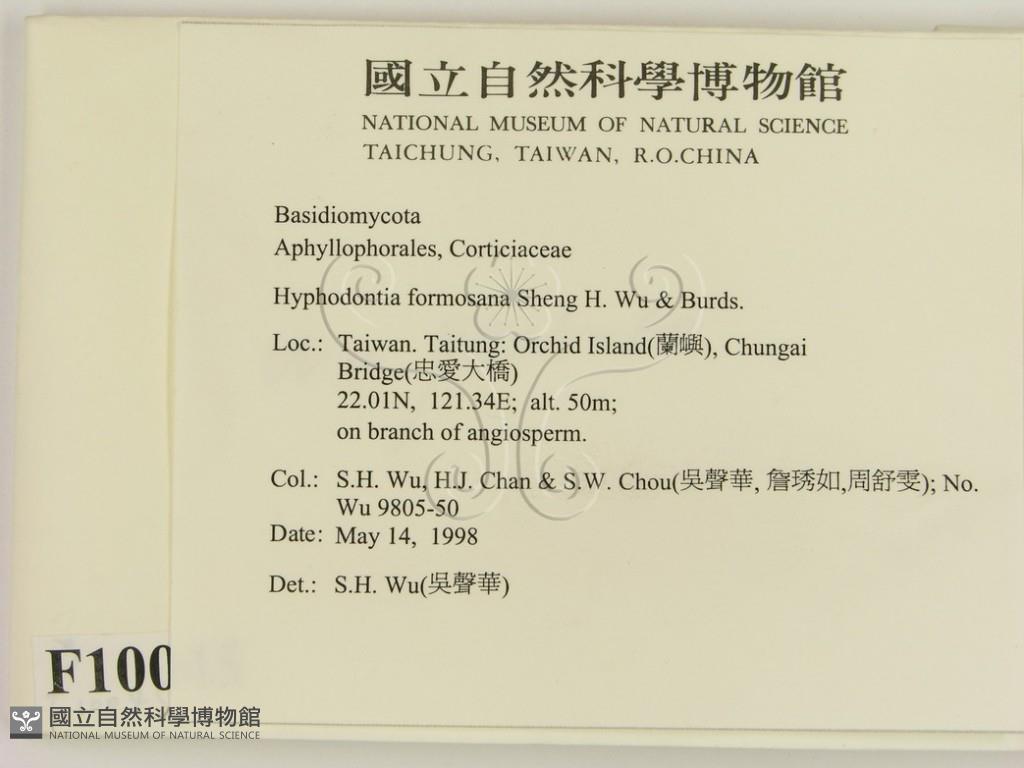 國立自然科學博物館
NATIONAL MUSEUM OF NATURAL SCIENCE
TAICHUNG, TAIWAN, R.O.CHINA
Basidiomycota
Aphyllophorales, Corticiaceae
Hyphodontia formosana Sheng H. Wu & Burds.
Loc.: Taiwan. Taitung: Orchid Island(蘭嶼), Chungai
Bridge(忠愛大橋)
22.01N, 121.34E; alt. 50m;
on branch of angiosperm.
Col.: S.H. Wu, H.J. Chan & S.W. Chou(吳聲華, 詹琇如,周舒雯); No.
Wu 9805-50
Date: May 14, 1998
Det.: S.H. Wu(吳聲華)
F100
國立自然科學博物館
NATIONAL MUSEUM OF NATURAL SCIENCE